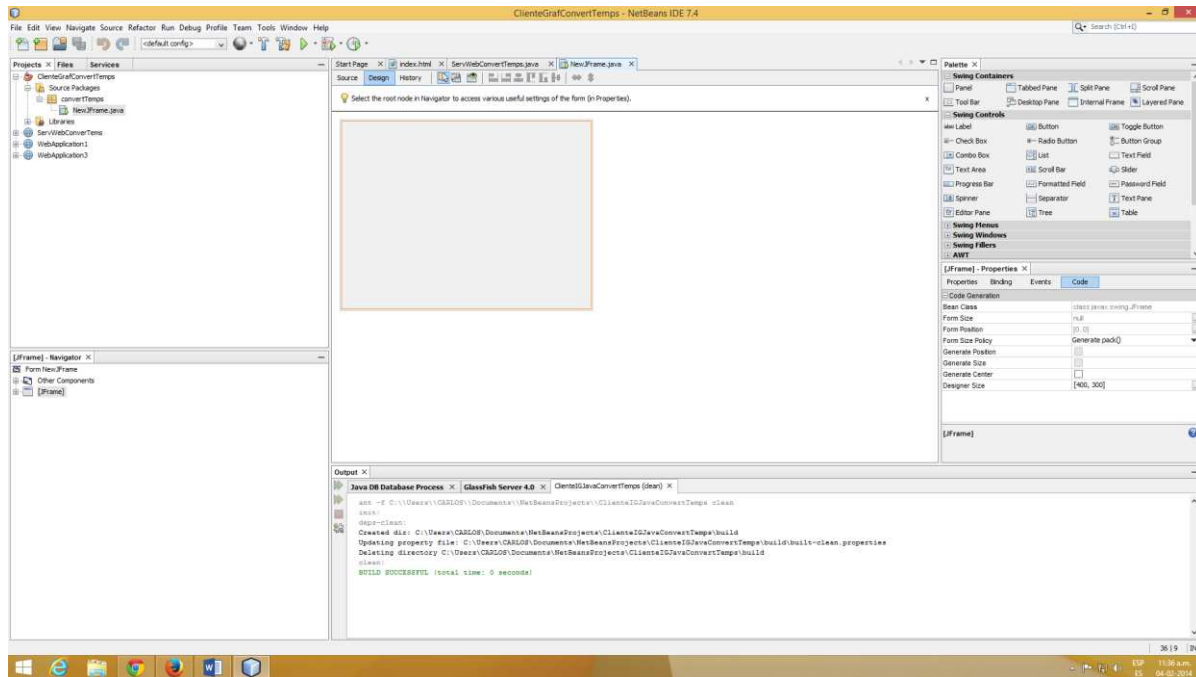 ClienteGrafConvertTemps - NetBeans IDE 7.4
File Edit View Navigate Source Refactor Run Debug Profile Team Tools Window Help
Search (Ctrl+I)
<default config>
Projects Files Services
ClienteGrafConvertTemps
Source Packages
convertTemps
NewJFrame.java
Libraries
ServWebConverTems
WebApplication1
WebApplication3
Start Page index.html ServWebConvertTemps.java NewJFrame.java
Source Design History
Select the root node in Navigator to access various useful settings of the form (in Properties).
Palette
Swing Containers
Panel Tabbed Pane Split Pane Scroll Pane
Tool Bar Desktop Pane Internal Frame Layered Pane
Swing Controls
Label Button Toggle Button
Check Box Radio Button Button Group
Combo Box List Text Field
Text Area Scroll Bar Slider
Progress Bar Formatted Field Password Field
Spinner Separator Text Pane
Editor Pane Tree Table
Swing Menus
Swing Windows
Swing Fillers
AWT
[JFrame] - Properties
Properties Binding Events Code
Code Generation
Bean Class class javax.swing.JFrame
Form Size null
Form Position [0, 0]
Form Size Policy Generate pack()
Generate Position
Generate Size
Generate Center
Designer Size [400, 300]
[JFrame]
[JFrame] - Navigator
Form NewJFrame
Other Components
[JFrame]
Output
Java DB Database Process GlassFish Server 4.0 ClienteIGJavaConvertTemps (clean)
ant -f C:\\Users\\CARLOS\\Documents\\NetBeansProjects\\ClienteIGJavaConvertTemps clean
init:
deps-clean:
Created dir: C:\Users\CARLOS\Documents\NetBeansProjects\ClienteIGJavaConvertTemps\build
Updating property file: C:\Users\CARLOS\Documents\NetBeansProjects\ClienteIGJavaConvertTemps\build\built-clean.properties
Deleting directory C:\Users\CARLOS\Documents\NetBeansProjects\ClienteIGJavaConvertTemps\build
clean:
BUILD SUCCESSFUL (total time: 0 seconds)
36 | 9
ESP 11:36 a.m.
ES 04-02-2014